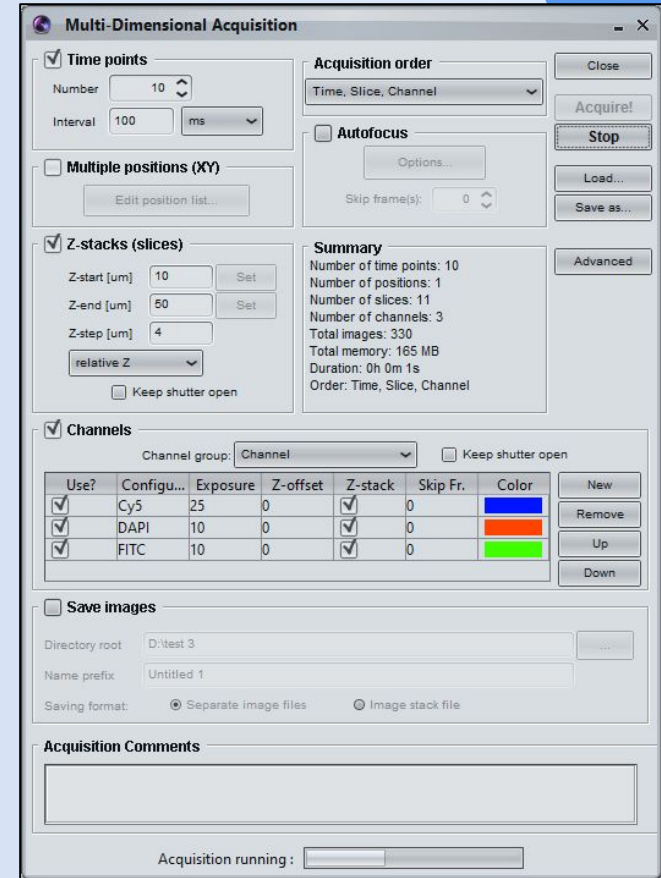 Multi-Dimensional Acquisition
Time points
Number 10
Interval 100 ms
Acquisition order
Time, Slice, Channel
Close
Acquire!
Stop
Load...
Save as...
Advanced
Multiple positions (XY)
Edit position list...
Autofocus
Options...
Skip frame(s): 0
Z-stacks (slices)
Z-start [um] 10 Set
Z-end [um] 50 Set
Z-step [um] 4
relative Z
Keep shutter open
Summary
Number of time points: 10
Number of positions: 1
Number of slices: 11
Number of channels: 3
Total images: 330
Total memory: 165 MB
Duration: 0h 0m 1s
Order: Time, Slice, Channel
Channels
Channel group: Channel Keep shutter open
Use? Configu... Exposure Z-offset Z-stack Skip Fr. Color
Cy5 25 0 0
DAPI 10 0 0
FITC 10 0 0
New
Remove
Up
Down
Save images
Directory root D:\test 3 ...
Name prefix Untitled 1
Saving format: Separate image files Image stack file
Acquisition Comments
Acquisition running :